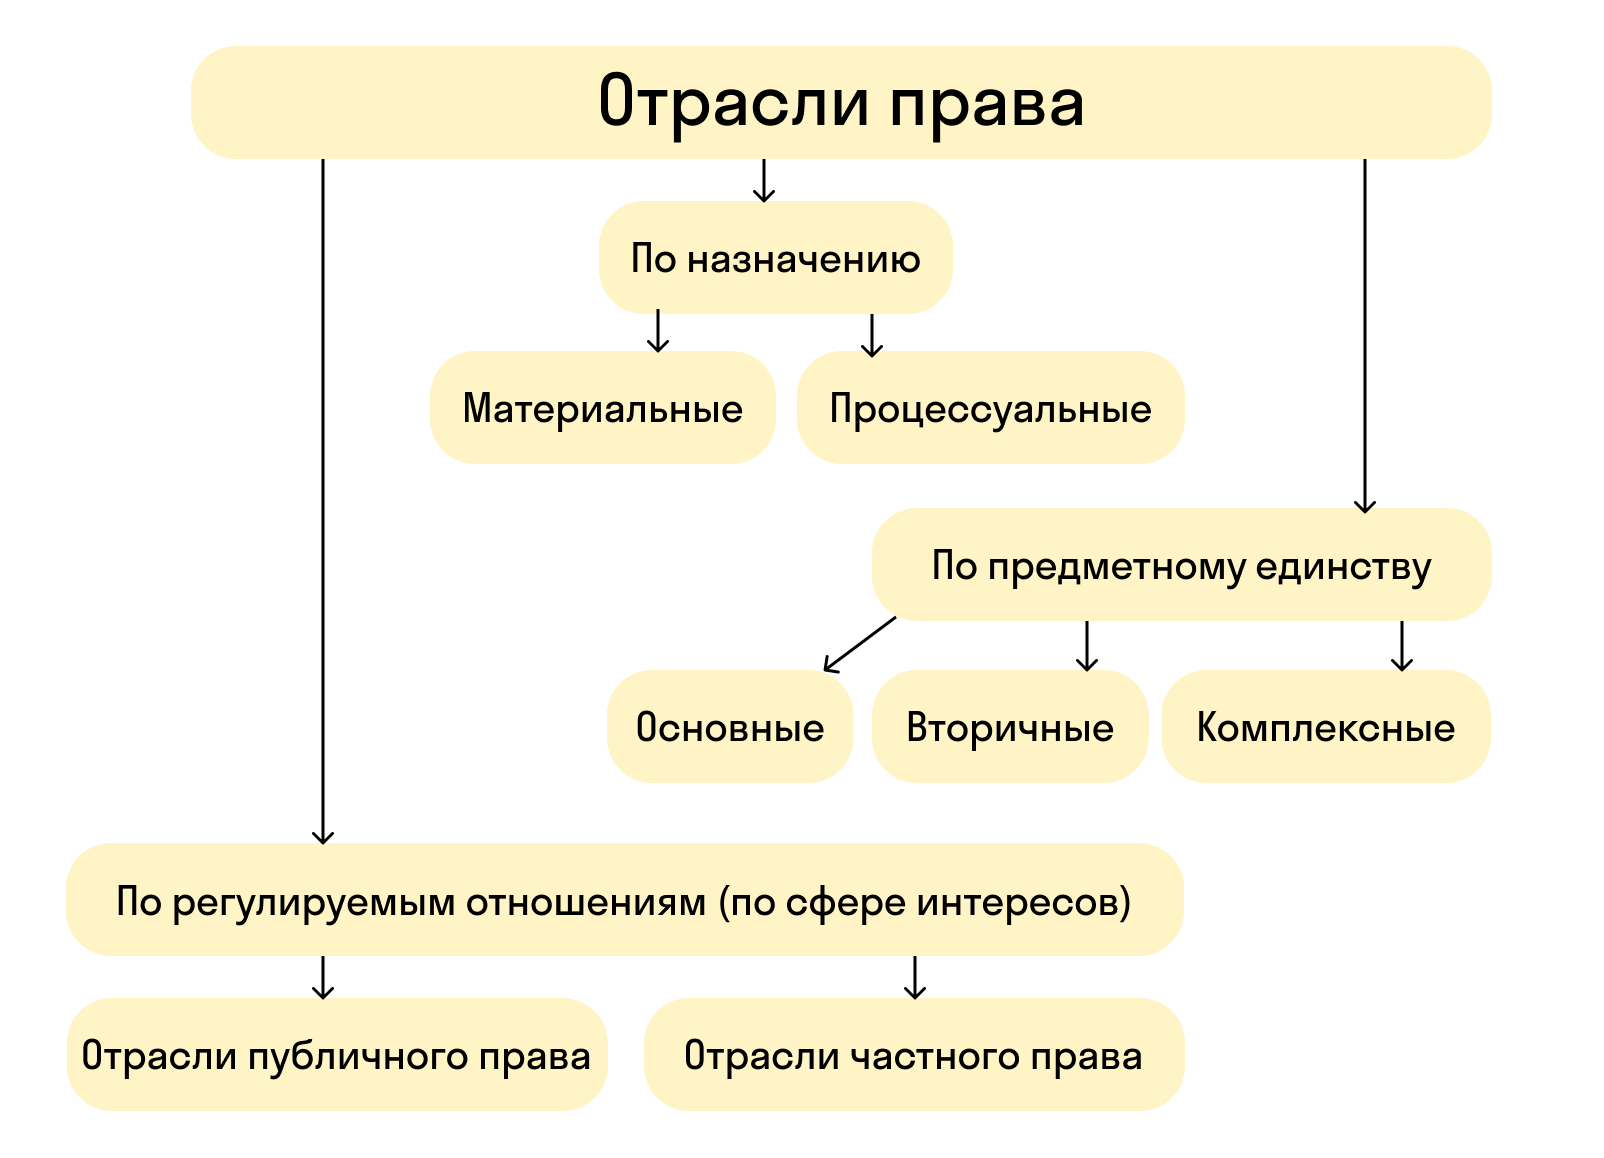 Отрасли права
По назначению
Материальные
Процессуальные
По предметному единству
Основные
Вторичные
Комплексные
По регулируемым отношениям (по сфере интересов)
Отрасли публичного права
Отрасли частного права